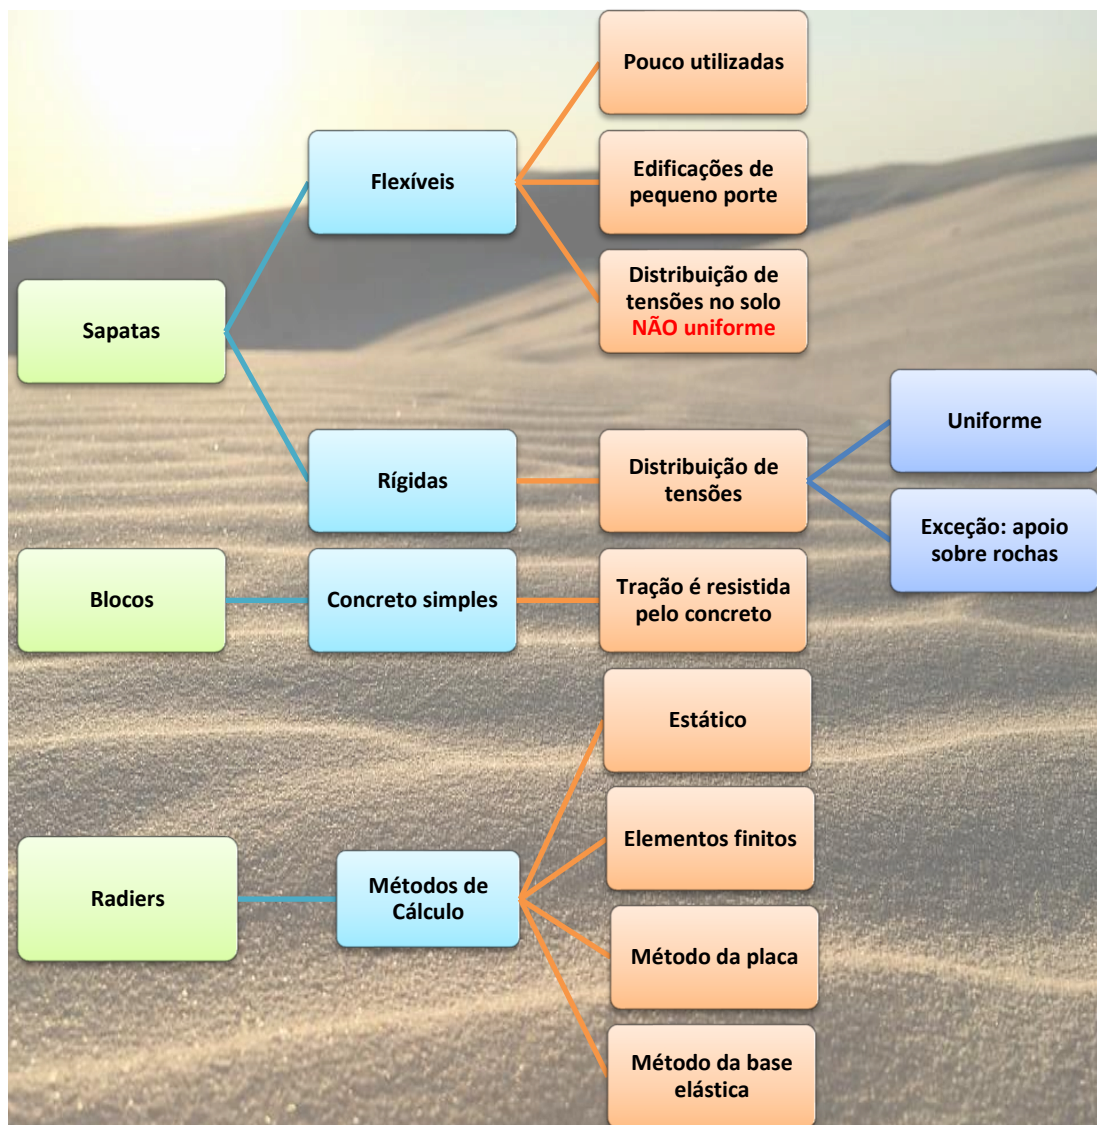 Pouco utilizadas
Flexíveis
Edificações de
pequeno porte
Distribuição de
tensões no solo
NÃO uniforme
Sapatas
Uniforme
Rígidas
Distribuição de
tensões
Exceção: apoio
sobre rochas
Blocos
Concreto simples
Tração é resistida
pelo concreto
Estático
Elementos finitos
Radiers
Métodos de
Cálculo
Método da placa
Método da base
elástica